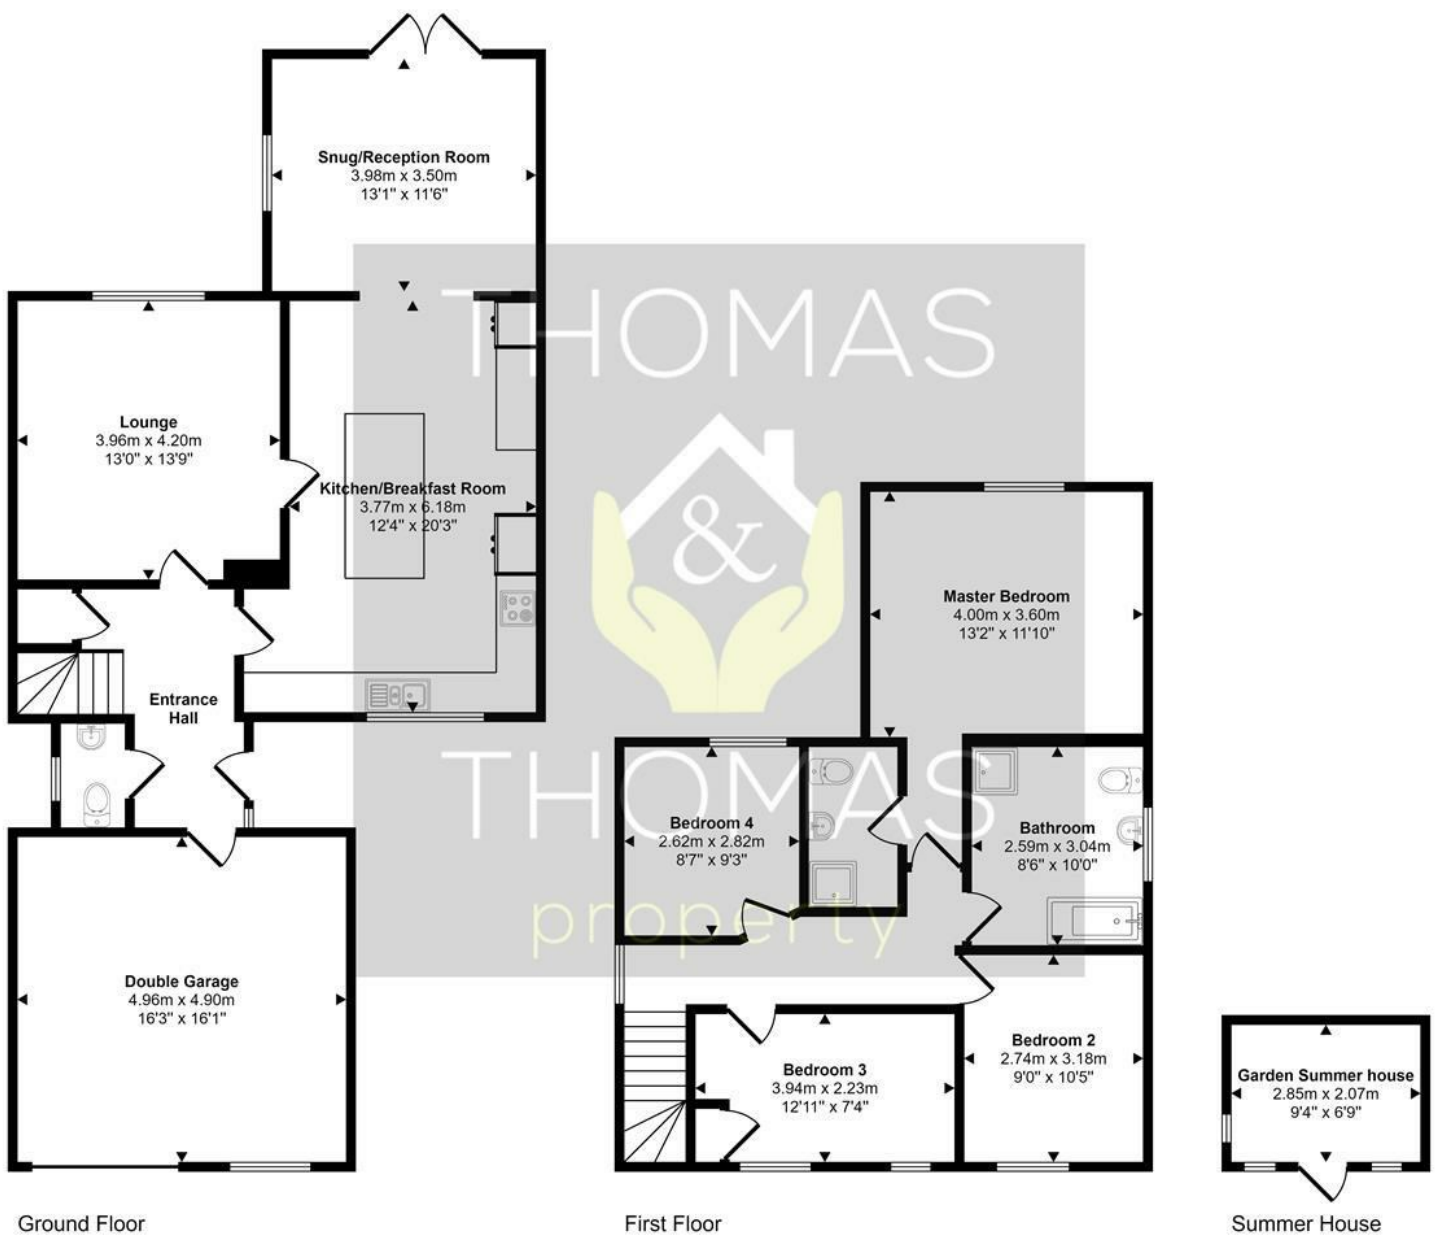 Snug/Reception Room
3.98m x 3.50m
13'1" x 11'6"
THOMAS
Lounge
3.96m x 4.20m
13'0" x 13'9"
Kitchen/Breakfast Room
3.77m x 6.18m
12'4" x 20'3"
&
Master Bedroom
4.00m x 3.60m
13'2" x 11'10"
Entrance
Hall
THOMAS
Bedroom 4
2.62m x 2.82m
8'7" x 9'3"
Bathroom
2.59m x 3.04m
8'6" x 10'0"
property
Double Garage
4.96m x 4.90m
16'3" x 16'1"
Bedroom 2
2.74m x 3.18m
9'0" x 10'5"
Bedroom 3
3.94m x 2.23m
12'11" x 7'4"
Garden Summer house
2.85m x 2.07m
9'4" x 6'9"
Ground Floor
First Floor
Summer House